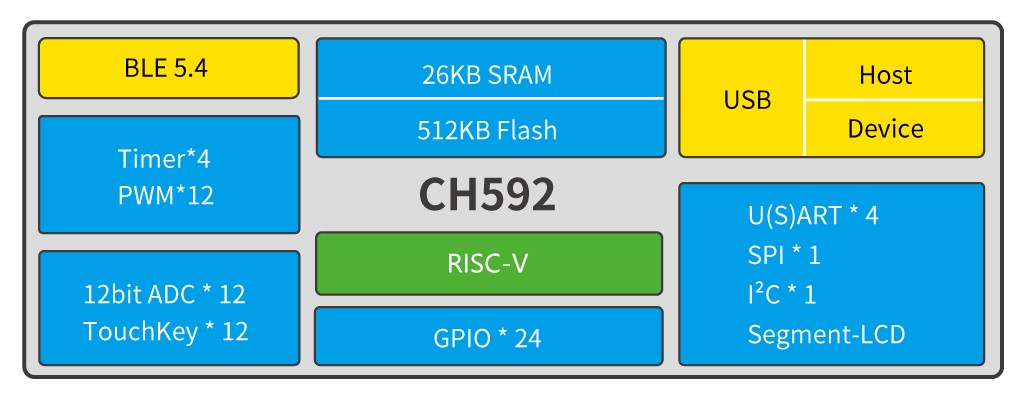 BLE 5.4
Timer*4
PWM*12
12bit ADC * 12
TouchKey * 12
26KB SRAM
512KB Flash
CH592
RISC-V
GPIO * 24
USB
Host
Device
U(S)ART * 4
SPI * 1
I²C * 1
Segment-LCD